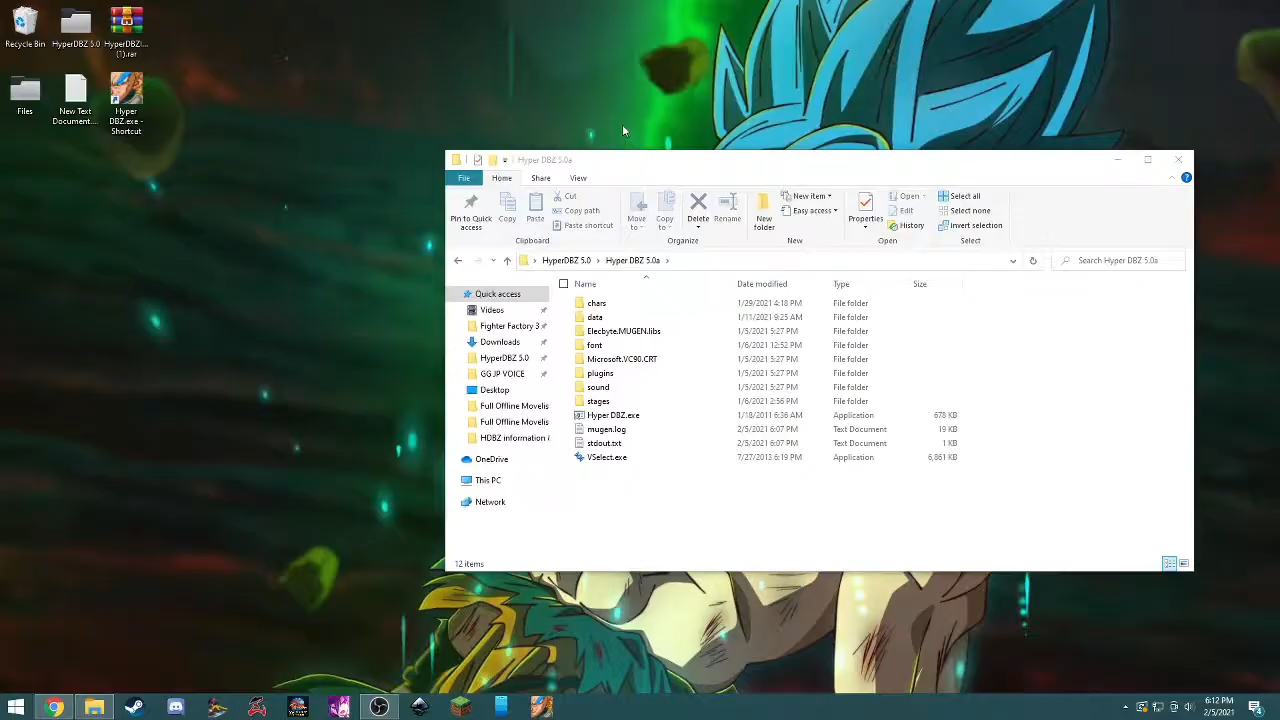 Recycle Bin
HyperDBZ 5.0
HyperDBZ(...
(1).rar
Files
New Text
Document...
Hyper
DBZ.exe -
Shortcut
Hyper DBZ 5.0a
File
Home
Share
View
Pin to Quick
access
Copy
Paste
Cut
Copy path
Paste shortcut
Move
to
Copy
to
Delete
Rename
New
folder
New item
Easy access
Properties
Open
Edit
History
Select all
Select none
Invert selection
Clipboard
Organize
New
Open
Select
HyperDBZ 5.0 › Hyper DBZ 5.0a ›
Search Hyper DBZ 5.0a
Quick access
Videos
Fighter Factory 3
Downloads
HyperDBZ 5.0
GGJP VOICE
Desktop
Full Offline Movelis
Full Offline Movelis
HDBZ information
OneDrive
This PC
Network
Name Date modified Type Size
chars 1/29/2021 4:18 PM File folder
data 1/11/2021 9:25 AM File folder
Elecbyte.MUGEN.libs 1/5/2021 5:27 PM File folder
font 1/6/2021 12:52 PM File folder
Microsoft.VC90.CRT 1/5/2021 5:27 PM File folder
plugins 1/5/2021 5:27 PM File folder
sound 1/5/2021 5:27 PM File folder
stages 1/6/2021 2:56 PM File folder
Hyper DBZ.exe 1/18/2011 6:36 AM Application 678 KB
mugen.log 2/5/2021 6:07 PM Text Document 19 KB
stdout.txt 2/5/2021 6:07 PM Text Document 1 KB
VSelect.exe 7/27/2013 6:19 PM Application 6,861 KB
12 items
6:12 PM
2/5/2021